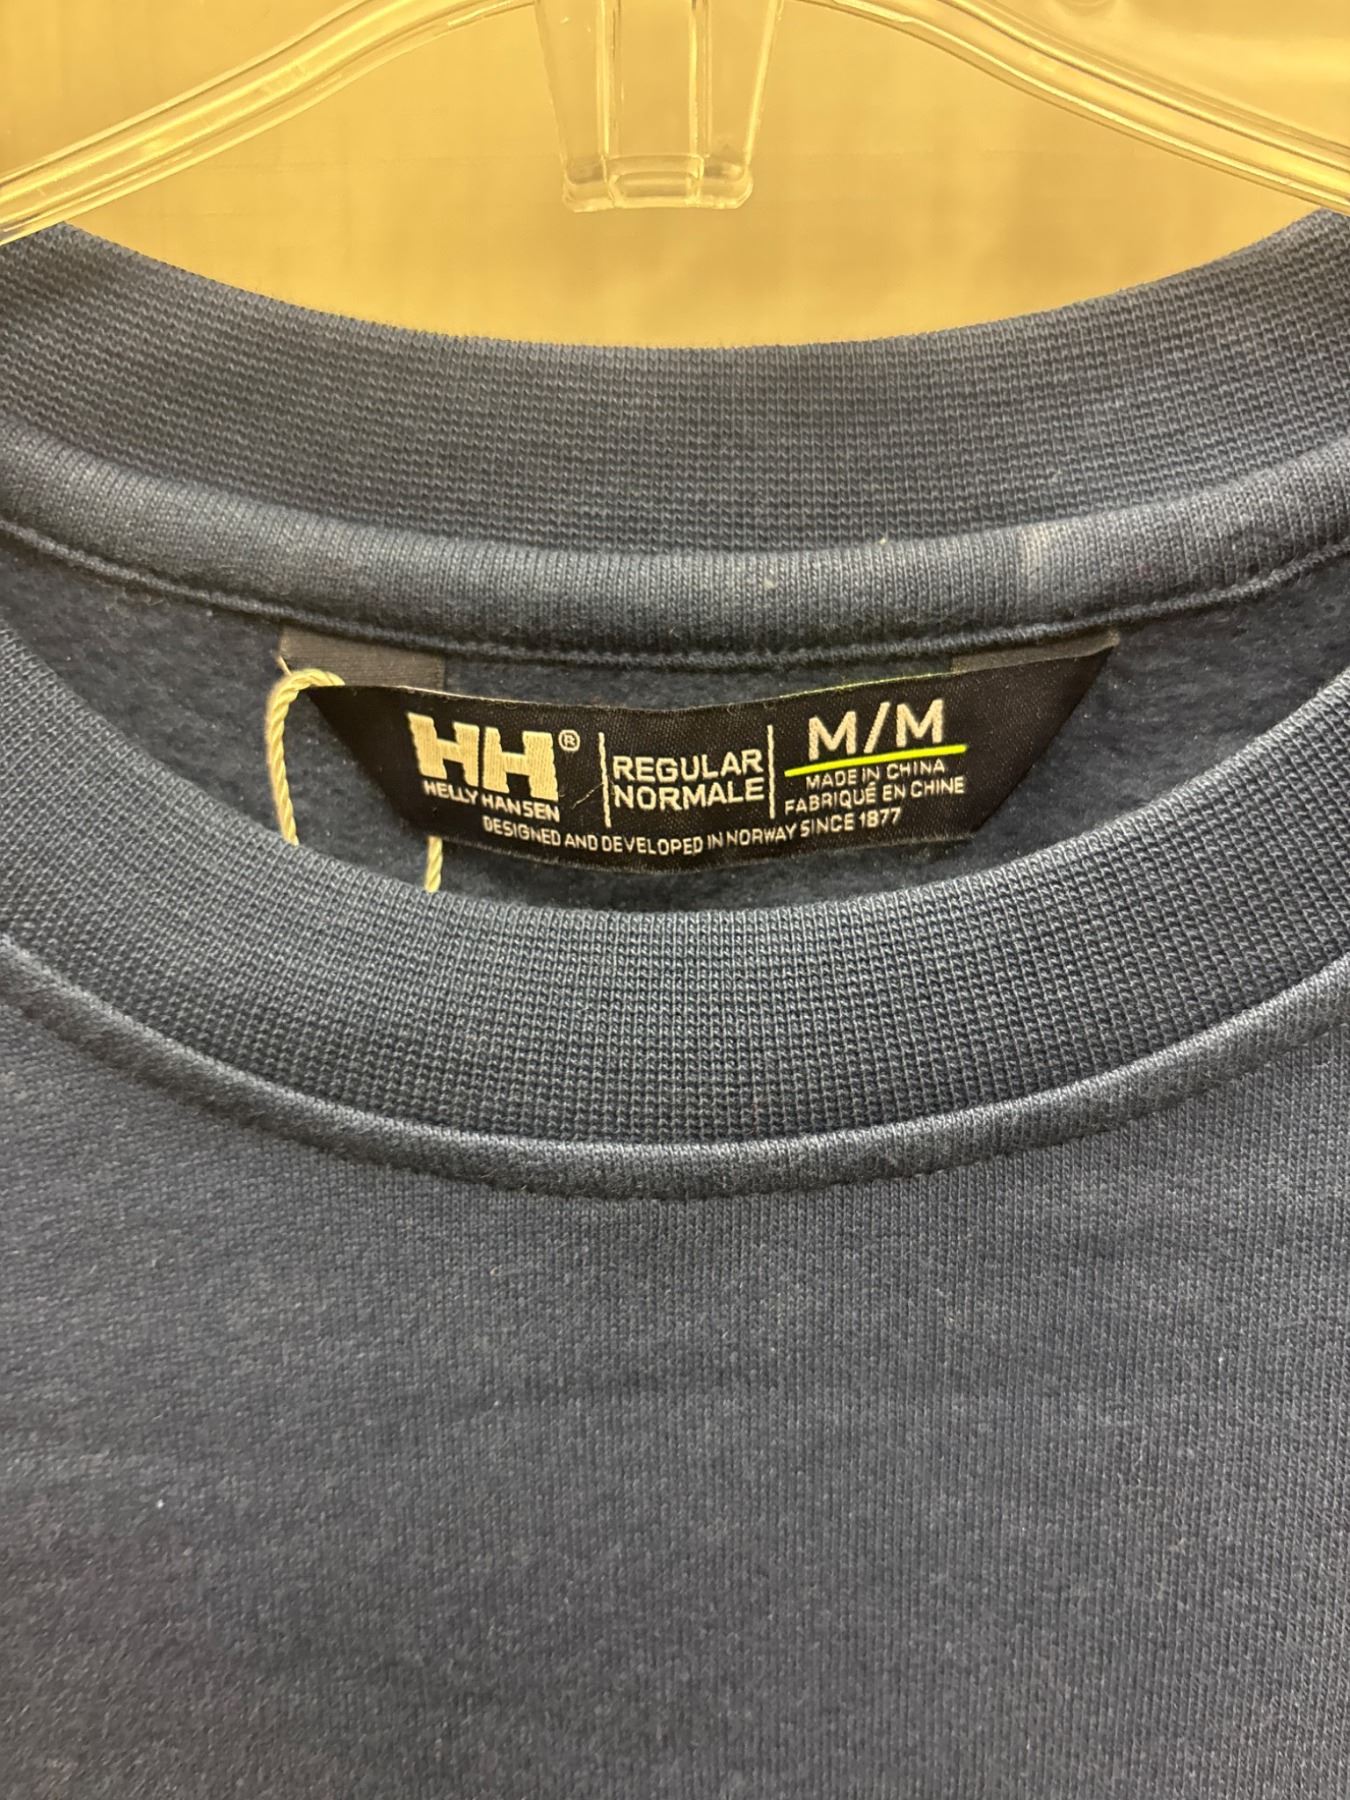 HH®
HELLY HANSEN
REGULAR
NORMALE
M/M
MADE IN CHINA
FABRIQUÉ EN CHINE
DESIGNED AND DEVELOPED IN NORWAY SINCE 1877